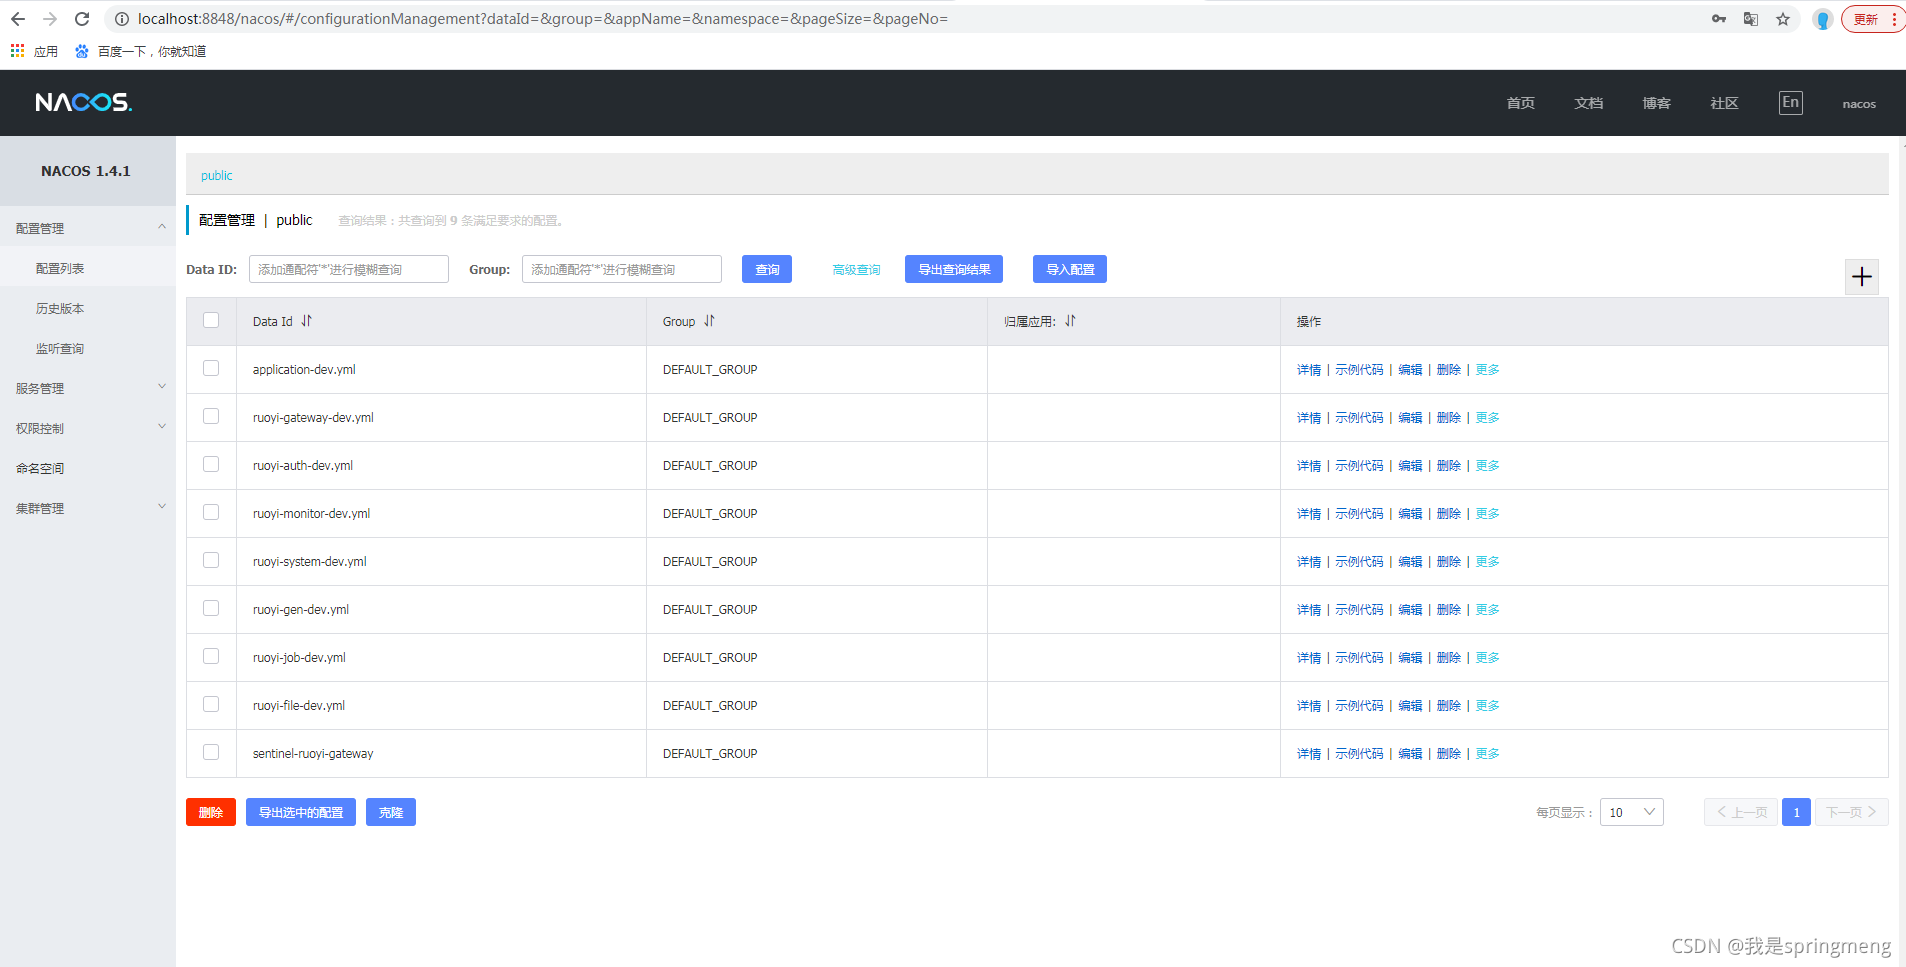 localhost:8848/nacos/#/configurationManagement?dataId=&group=&appName=&namespace=&pageSize=&pageNo=
更新
应用 百度一下，你就知道
NACOS.
首页 文档 博客 社区 En nacos
NACOS 1.4.1
配置管理
配置列表
历史版本
监听查询
服务管理
权限控制
命名空间
集群管理
public
配置管理 | public 查询结果：共查询到 9 条满足要求的配置。
Data ID: 添加通配符'*'进行模糊查询 Group: 添加通配符'*'进行模糊查询 查询 高级查询 导出查询结果 导入配置
Data Id Group 归属应用: 操作
application-dev.yml DEFAULT_GROUP 详情 | 示例代码 | 编辑 | 删除 | 更多
ruoyi-gateway-dev.yml DEFAULT_GROUP 详情 | 示例代码 | 编辑 | 删除 | 更多
ruoyi-auth-dev.yml DEFAULT_GROUP 详情 | 示例代码 | 编辑 | 删除 | 更多
ruoyi-monitor-dev.yml DEFAULT_GROUP 详情 | 示例代码 | 编辑 | 删除 | 更多
ruoyi-system-dev.yml DEFAULT_GROUP 详情 | 示例代码 | 编辑 | 删除 | 更多
ruoyi-gen-dev.yml DEFAULT_GROUP 详情 | 示例代码 | 编辑 | 删除 | 更多
ruoyi-job-dev.yml DEFAULT_GROUP 详情 | 示例代码 | 编辑 | 删除 | 更多
ruoyi-file-dev.yml DEFAULT_GROUP 详情 | 示例代码 | 编辑 | 删除 | 更多
sentinel-ruoyi-gateway DEFAULT_GROUP 详情 | 示例代码 | 编辑 | 删除 | 更多
删除 导出选中的配置 克隆 每页显示： 10 上一页 1 下一页
CSDN @我是springmeng